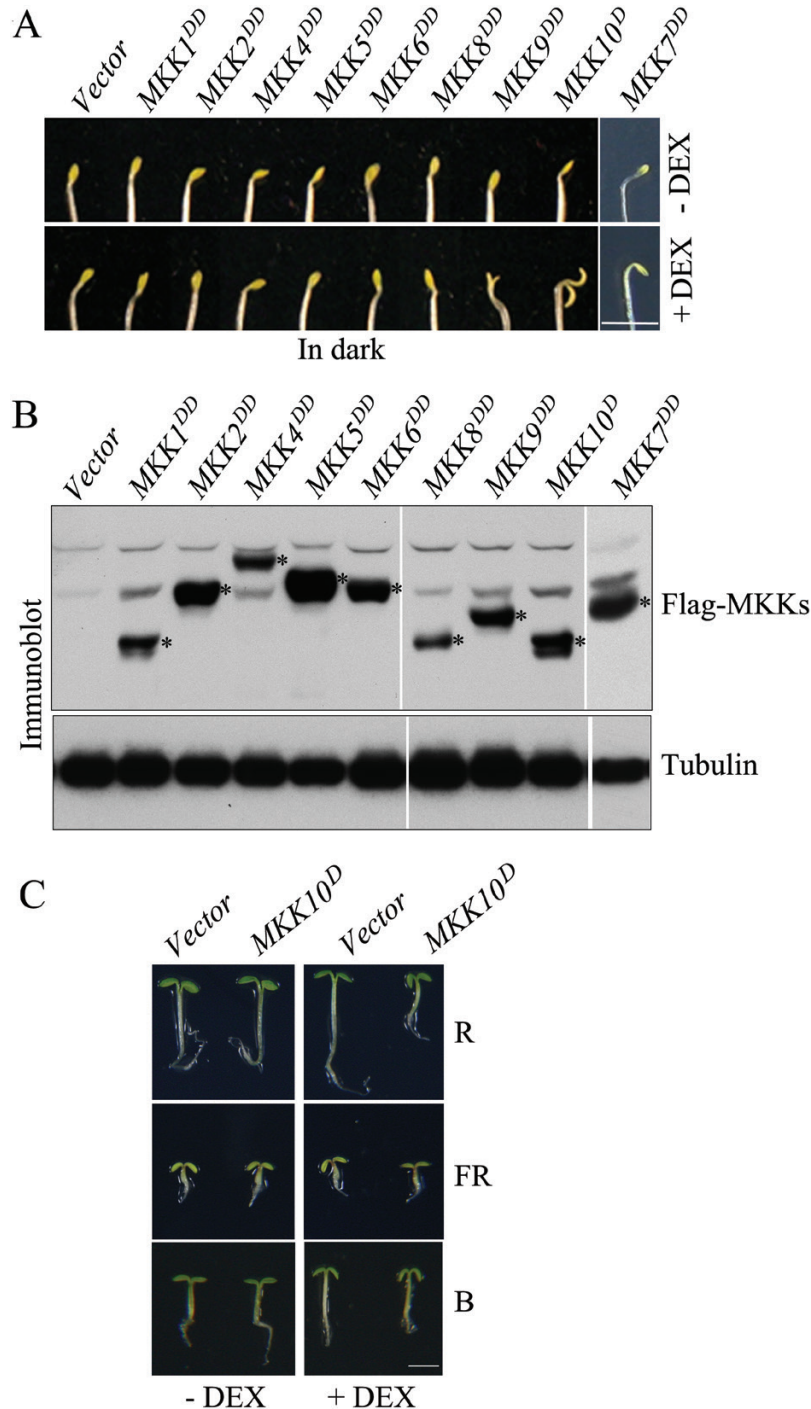 A
Vector MKK1DD MKK2DD MKK4DD MKK5DD MKK6DD MKK8DD MKK9DD MKK10D MKK7DD
- DEX
+ DEX
In dark
B
Vector MKK1DD MKK2DD MKK4DD MKK5DD MKK6DD MKK8DD MKK9DD MKK10D MKK7DD
Immunoblot
* * * * * * * * *
Flag-MKKs
Tubulin
C
Vector MKK10D Vector MKK10D
R
FR
B
- DEX + DEX